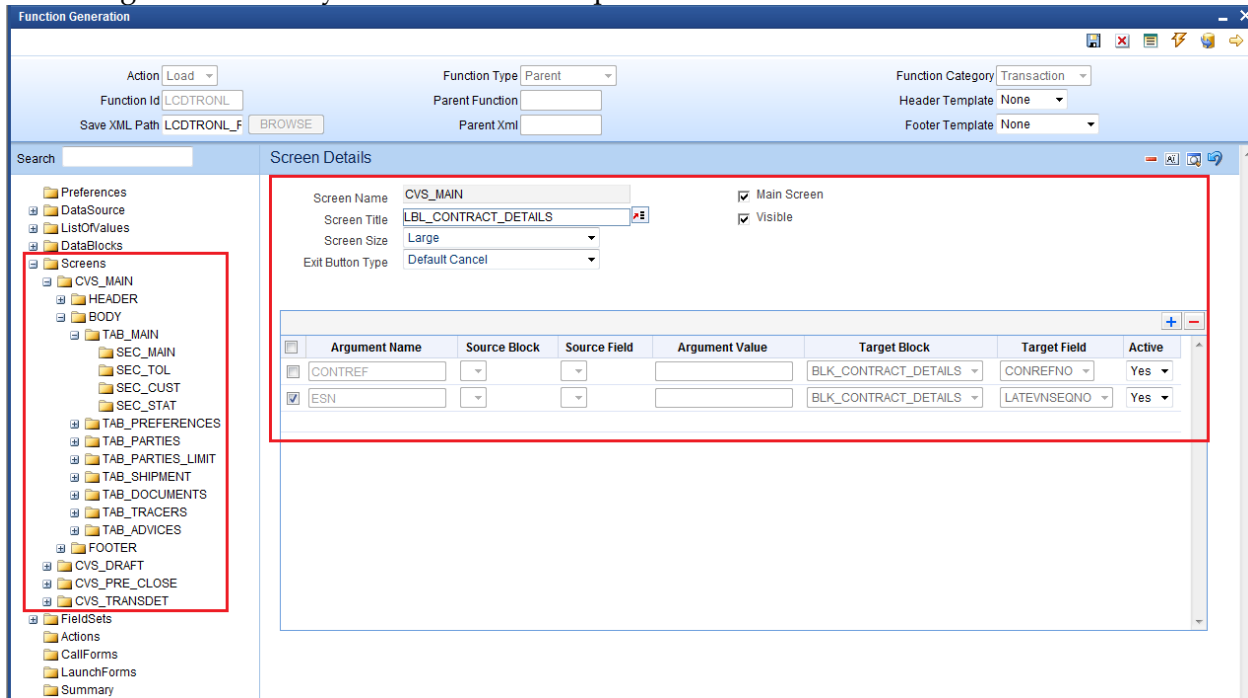 Function Generation
Action Load Function Type Parent Function Category Transaction
Function Id LCDTRONL Parent Function Header Template None
Save XML Path LCDTRONL_F BROWSE Parent Xml Footer Template None
Search Screen Details
Preferences
DataSource
ListOfValues
DataBlocks
Screens
CVS_MAIN
HEADER
BODY
TAB_MAIN
SEC_MAIN
SEC_TOL
SEC_CUST
SEC_STAT
TAB_PREFERENCES
TAB_PARTIES
TAB_PARTIES_LIMIT
TAB_SHIPMENT
TAB_DOCUMENTS
TAB_TRACERS
TAB_ADVICES
FOOTER
CVS_DRAFT
CVS_PRE_CLOSE
CVS_TRANSDET
FieldSets
Actions
CallForms
LaunchForms
Summary
Screen Name CVS_MAIN Main Screen
Screen Title LBL_CONTRACT_DETAILS Visible
Screen Size Large
Exit Button Type Default Cancel
Argument Name Source Block Source Field Argument Value Target Block Target Field Active
CONTREF BLK_CONTRACT_DETAILS CONREFNO Yes
ESN BLK_CONTRACT_DETAILS LATEVNSEQNO Yes